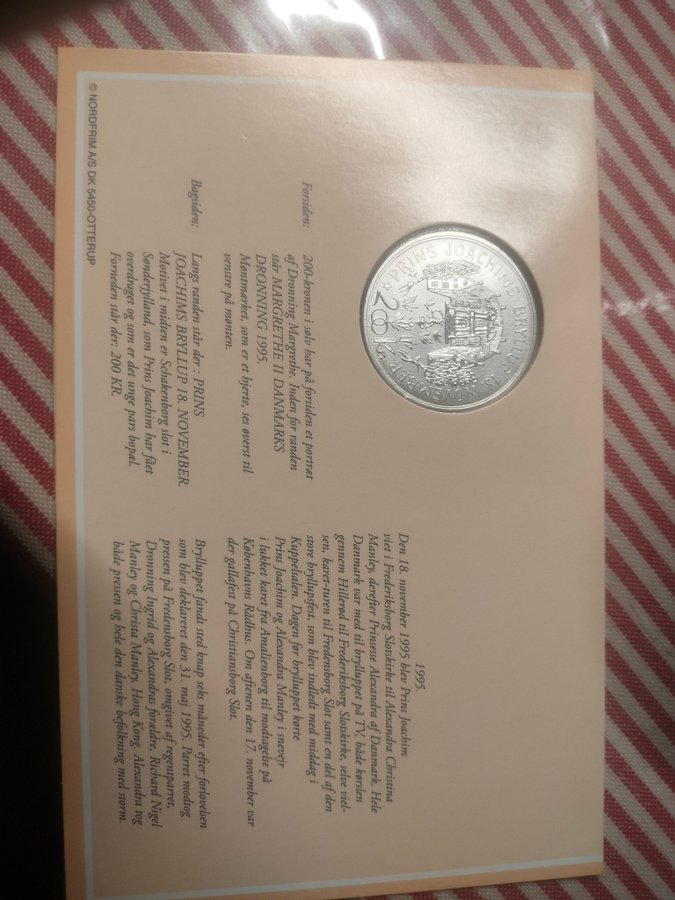 PRINS JOACHIMS BRYLLUP 18. NOVEMBER
200 K
Forsiden: 200-kronen i sølv har på forsiden et portræt
af Dronning Margrethe. Inden for randen
står MARGRETHE II DANMARKS
DRONNING 1995.
Møntmærket, som er et hjerte, ses øverst til
venstre på mønten.
Bagsiden: Langs randen står der : PRINS
JOACHIMS BRYLLUP 18. NOVEMBER.
Motivet i midten er Schakenborg slot i
Sønderjylland, som Prins Joachim har fået
overdraget og som er det unge pars bopæl.
Forneden står der: 200 KR.
1995.
Den 18. november 1995 blev Prins Joachim
viet i Frederiksborg Slotskirke til Alexandra Christina
Manley, derefter Prinsesse Alexandra af Danmark. Hele
Danmark var med til brylluppet på TV, både kørslen
gennem Hillerød til Frederiksborg Slotskirke, selve viel-
sen, karet-turen til Fredensborg Slot samt en del af den
store bryllupsfest, som blev indledt med middag i
Kuppelsalen. Dagen før brylluppet kørte
Prins Joachim og Alexandra Manley i snevejr
i lukket karet fra Amalienborg til modtagelse på
Københavns Rådhus. Om aftenen den 17. november var
der gallafest på Christiansborg Slot.
Brylluppet fandt sted knap seks måneder efter forlovelsen
som blev deklareret den 31. maj 1995. Parret modtog
pressen på Fredensborg Slot, omgivet af regentparret,
Dronning Ingrid og Alexandras forældre, Richard Nigel
Manley og Christa Manley, Hong Kong. Alexandra tog
både pressen og hele den danske befolkning med storm.
© NORDFRIM A/S DK 5450-OTTERUP